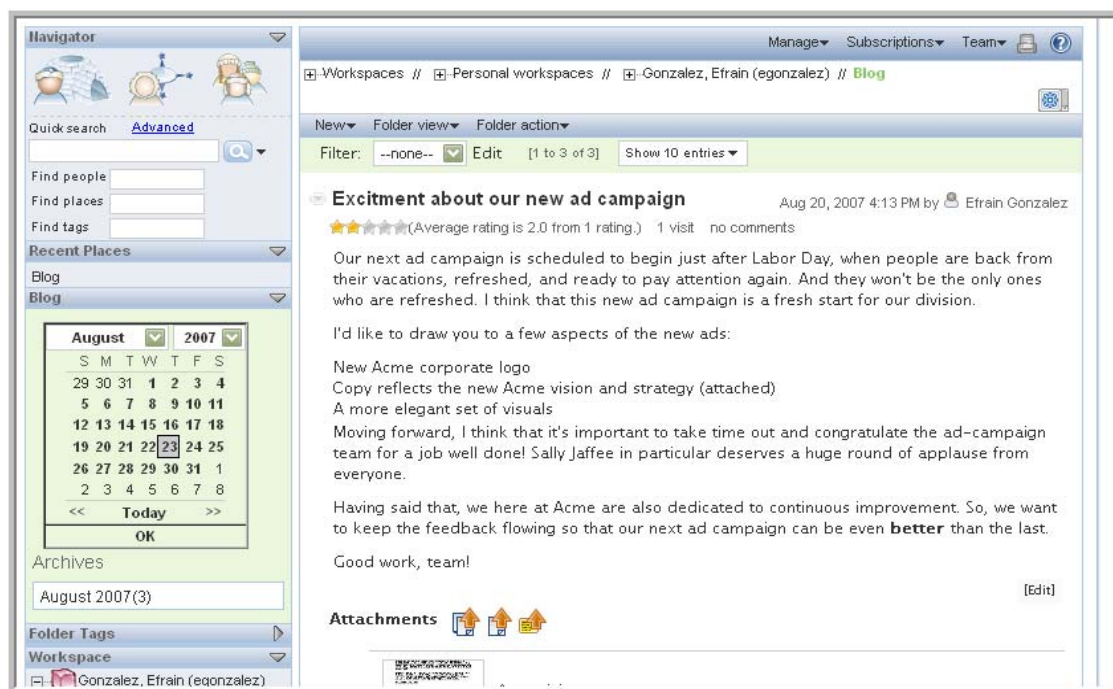 Navigator
Manage Subscriptions Team
Workspaces // Personal workspaces // Gonzalez, Efrain (egonzalez) // Blog
Quick search Advanced
Find people
Find places
Find tags
Recent Places
Blog
Blog
August 2007
S M T W T F S
29 30 31 1 2 3 4
5 6 7 8 9 10 11
12 13 14 15 16 17 18
19 20 21 22 23 24 25
26 27 28 29 30 31 1
2 3 4 5 6 7 8
<< Today >>
OK
Archives
August 2007(3)
Folder Tags
Workspace
Gonzalez, Efrain (egonzalez)
New Folder view Folder action
Filter: --none-- Edit [1 to 3 of 3] Show 10 entries
Excitment about our new ad campaign
Aug 20, 2007 4:13 PM by Efrain Gonzalez
(Average rating is 2.0 from 1 rating.) 1 visit no comments
Our next ad campaign is scheduled to begin just after Labor Day, when people are back from
their vacations, refreshed, and ready to pay attention again. And they won't be the only ones
who are refreshed. I think that this new ad campaign is a fresh start for our division.
I'd like to draw you to a few aspects of the new ads:
New Acme corporate logo
Copy reflects the new Acme vision and strategy (attached)
A more elegant set of visuals
Moving forward, I think that it's important to take time out and congratulate the ad-campaign
team for a job well done! Sally Jaffee in particular deserves a huge round of applause from
everyone.
Having said that, we here at Acme are also dedicated to continuous improvement. So, we want
to keep the feedback flowing so that our next ad campaign can be even better than the last.
Good work, team!
[Edit]
Attachments